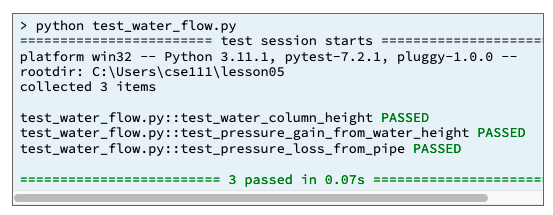 > python test_water_flow.py
======================== test session starts =====================
platform win32 -- Python 3.11.1, pytest-7.2.1, pluggy-1.0.0 --
rootdir: C:\Users\cse111\lesson05
collected 3 items
test_water_flow.py::test_water_column_height PASSED
test_water_flow.py::test_pressure_gain_from_water_height PASSED
test_water_flow.py::test_pressure_loss_from_pipe PASSED
========================= 3 passed in 0.07s ======================